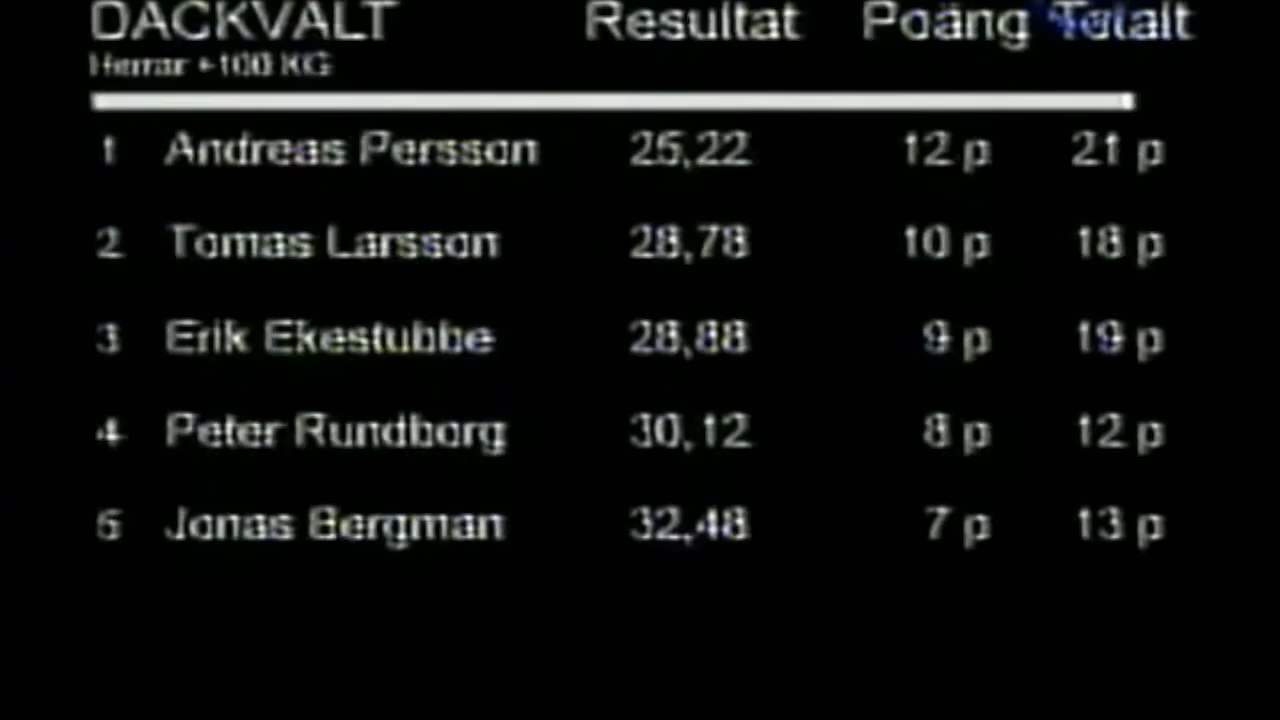 DÄCKVÄLT Resultat Poäng Totalt
Herrar +100 KG
1 Andreas Persson 25,22 12 p 21 p
2 Tomas Larsson 28,78 10 p 18 p
3 Erik Ekestubbe 28,88 9 p 19 p
4 Peter Rundborg 30,12 8 p 12 p
5 Jonas Bergman 32,48 7 p 13 p